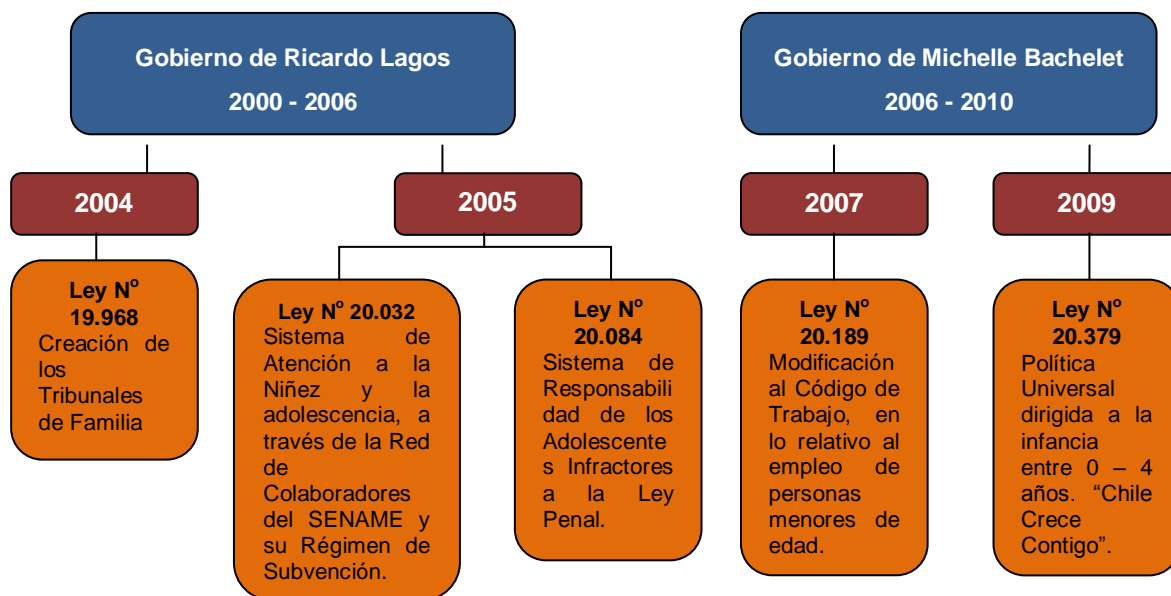 Gobierno de Ricardo Lagos
2000 - 2006
Gobierno de Michelle Bachelet
2006 - 2010
2004
2005
2007
2009
Ley Nº
19.968
Creación de
los
Tribunales
de Familia
Ley Nº 20.032
Sistema de
Atención a la
Niñez y la
adolescencia, a
través de la Red
de
Colaboradores
del SENAME y
su Régimen de
Subvención.
Ley Nº
20.084
Sistema de
Responsabili
dad de los
Adolescente
s Infractores
a la Ley
Penal.
Ley Nº
20.189
Modificación
al Código de
Trabajo, en
lo relativo al
empleo de
personas
menores de
edad.
Ley Nº
20.379
Política
Universal
dirigida a la
infancia
entre 0 – 4
años. “Chile
Crece
Contigo”.